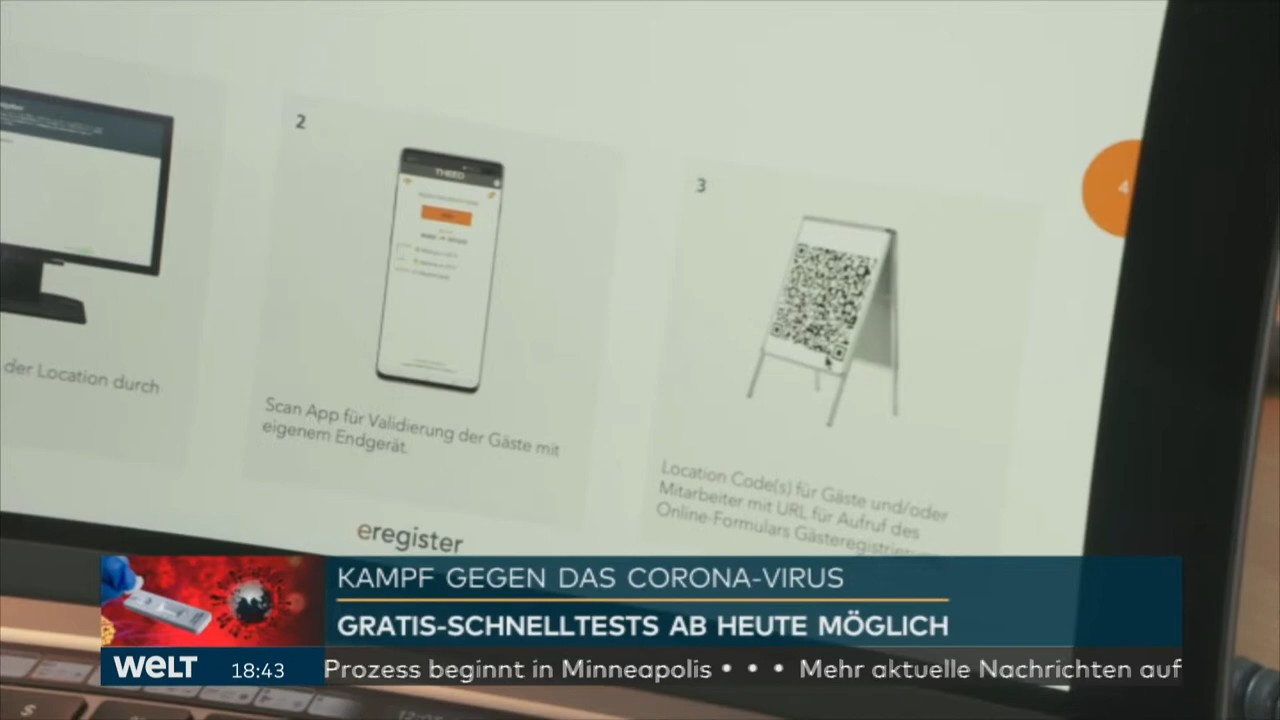 2
3
4
THEED
der Location durch
Scan App für Validierung der Gäste mit
eigenem Endgerät.
Location Code(s) für Gäste und/oder
Mitarbeiter mit URL für Aufruf des
Online-Formulars
eregister
KAMPF GEGEN DAS CORONA-VIRUS
GRATIS-SCHNELLTESTS AB HEUTE MÖGLICH
WELT 18:43 Prozess beginnt in Minneapolis • • • Mehr aktuelle Nachrichten auf
$